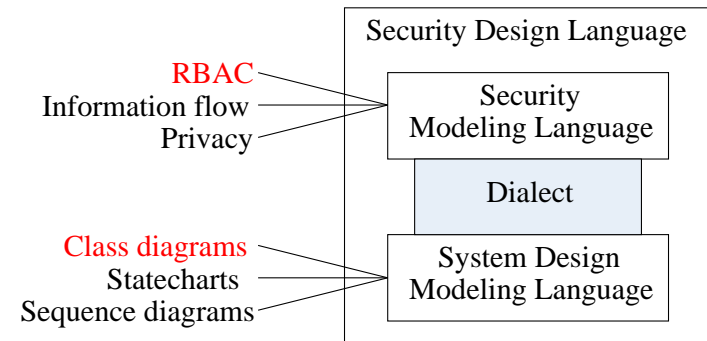 Security Design Language
RBAC
Information flow
Privacy
Security
Modeling Language
Dialect
Class diagrams
Statecharts
Sequence diagrams
System Design
Modeling Language